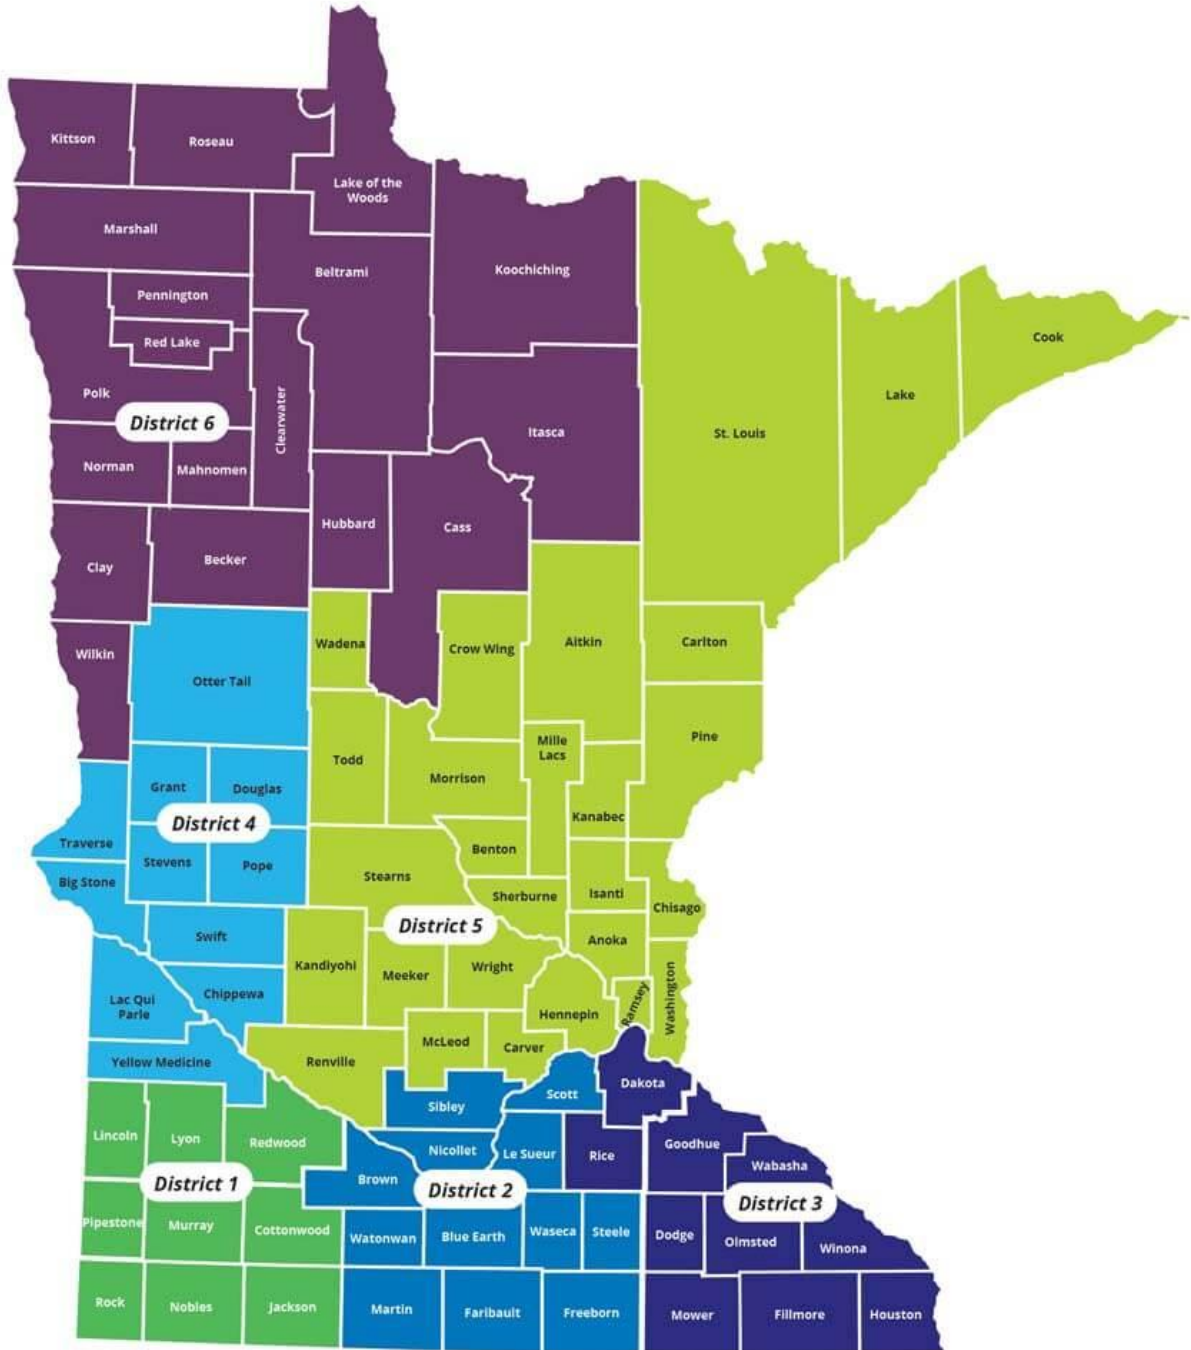 Kittson
Roseau
Lake of the
Woods
Marshall
Beltrami
Koochiching
Pennington
Red Lake
Polk
Clearwater
District 6
Norman
Mahnomen
Itasca
St. Louis
Lake
Cook
Clay
Becker
Hubbard
Cass
Wilkin
Otter Tail
Wadena
Crow Wing
Aitkin
Carlton
Pine
Todd
Morrison
Mille
Lacs
Grant
Douglas
District 4
Traverse
Stevens
Pope
Big Stone
Kanabec
Benton
Stearns
Sherburne
Isanti
Chisago
District 5
Anoka
Swift
Kandiyohi
Meeker
Wright
Chippewa
Lac Qui
Parle
Hennepin
Ramsey
Washington
Yellow Medicine
Renville
McLeod
Carver
Sibley
Scott
Dakota
Lincoln
Lyon
Redwood
Nicollet
Le Sueur
Rice
Goodhue
Wabasha
District 1
Brown
District 2
District 3
Pipestone
Murray
Cottonwood
Watonwan
Blue Earth
Waseca
Steele
Dodge
Olmsted
Winona
Rock
Nobles
Jackson
Martin
Faribault
Freeborn
Mower
Fillmore
Houston